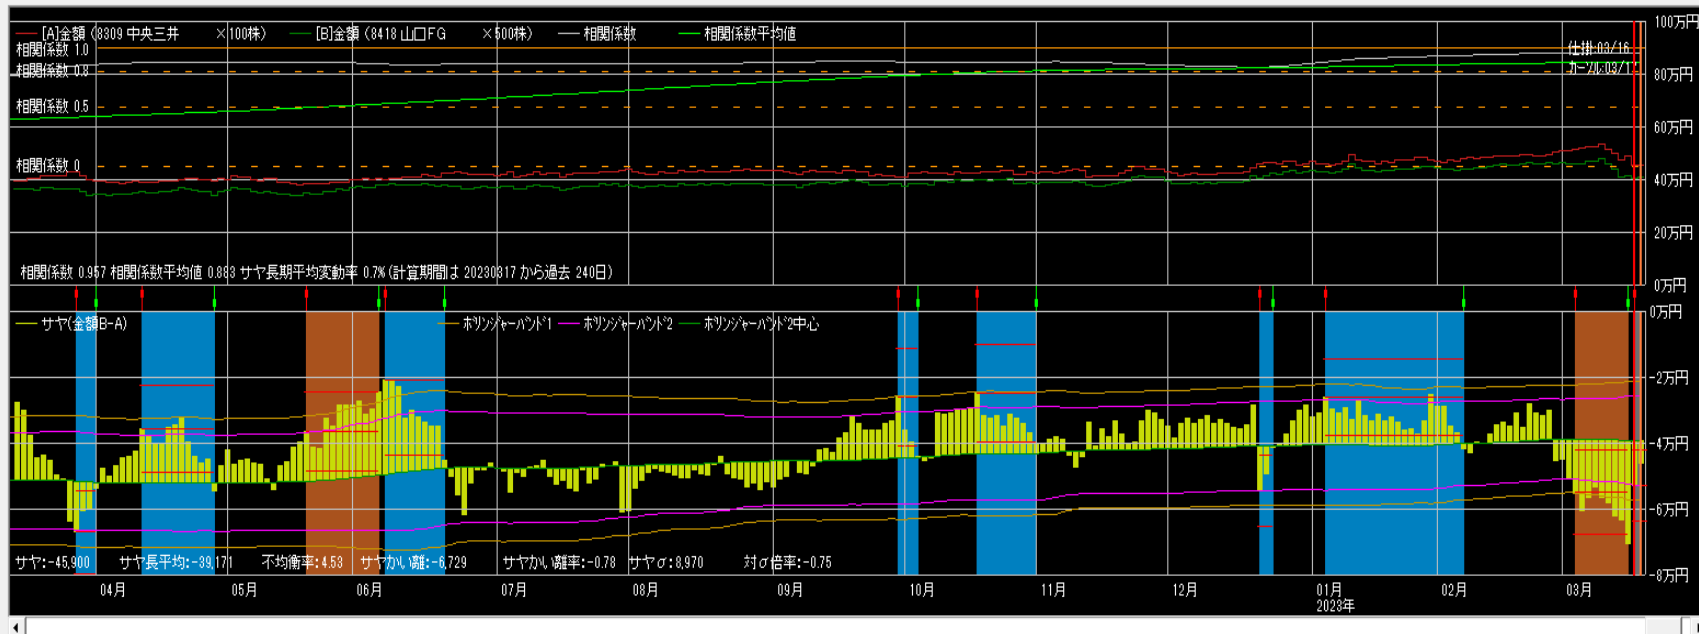 [A]金額 (8309 中央三井 ×100株) [B]金額 (8418 山口FG ×500株) 相関係数 相関係数平均値
100万円
相関係数 1.0
仕掛:03/16
相関係数 0.8
カーソル:03/17
80万円
相関係数 0.5
60万円
相関係数 0
40万円
20万円
相関係数 0.957 相関係数平均値 0.883 サヤ長期平均変動率 0.7% (計算期間は 20230317 から過去 240日)
0万円
0万円
サヤ(金額B-A) ボリンジャーバンド1 ボリンジャーバンド2 ボリンジャーバンド2中心
-2万円
-4万円
-6万円
サヤ:-45,900 サヤ長平均:-39,171 不均衡率:4.53 サヤかい離:-6,729 サヤかい離率:-0.78 サヤσ:8,970 対σ倍率:-0.75
-8万円
04月 05月 06月 07月 08月 09月 10月 11月 12月 01月 02月 03月
2023年